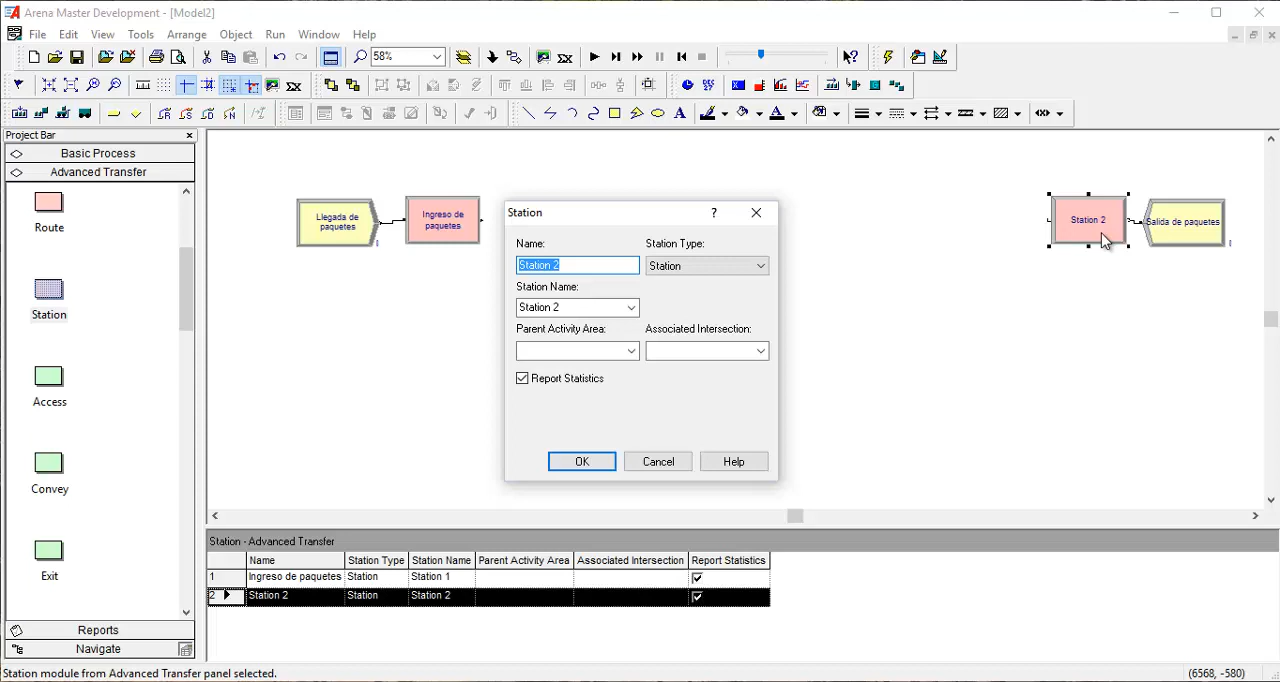 Arena Master Development - [Model2]
File Edit View Tools Arrange Object Run Window Help
58%
Project Bar
Basic Process
Advanced Transfer
Route
Station
Access
Convey
Exit
Reports
Navigate
Llegada de
paquetes
Ingreso de
paquetes
Station 2
Salida de paquetes
Station
Name:
Station Type:
Station 2
Station
Station Name:
Station 2
Parent Activity Area:
Associated Intersection:
Report Statistics
OK
Cancel
Help
Station - Advanced Transfer
Name Station Type Station Name Parent Activity Area Associated Intersection Report Statistics
1 Ingreso de paquetes Station Station 1
2 Station 2 Station Station 2
Station module from Advanced Transfer panel selected.
(6568, -580)